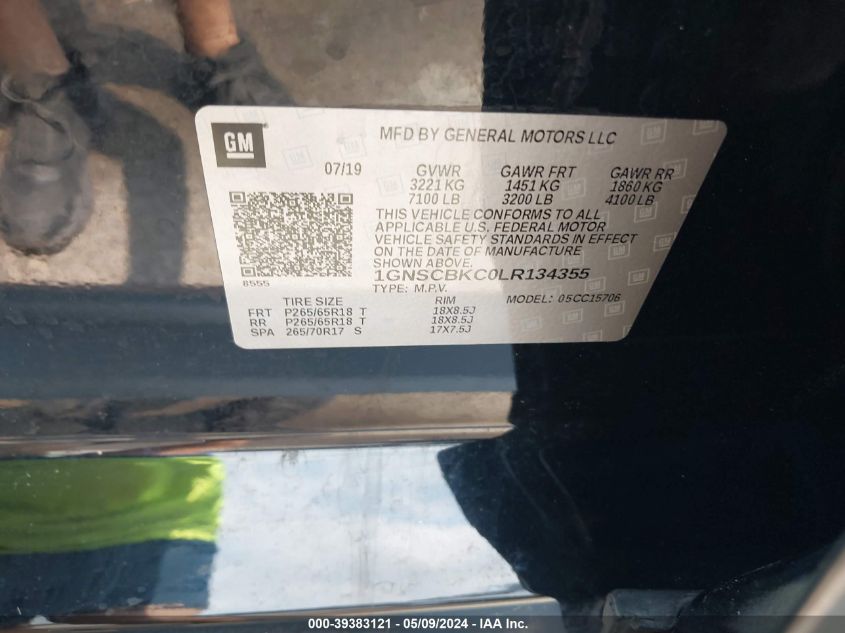 GM
MFD BY GENERAL MOTORS LLC
07/19 GVWR GAWR FRT GAWR RR
3221 KG 1451 KG 1860 KG
7100 LB 3200 LB 4100 LB
THIS VEHICLE CONFORMS TO ALL
APPLICABLE U.S. FEDERAL MOTOR
VEHICLE SAFETY STANDARDS IN EFFECT
ON THE DATE OF MANUFACTURE
SHOWN ABOVE.
1GNSCBKC0LR134355
8555
TYPE: M.P.V. MODEL: 05CC15706
TIRE SIZE RIM
FRT P265/65R18 T 18X8.5J
RR P265/65R18 T 18X8.5J
SPA 265/70R17 S 17X7.5J
000-39383121 - 05/09/2024 - Copart, Inc.